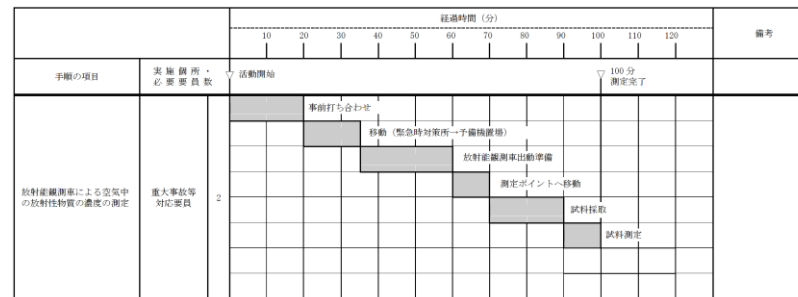 経過時間（分）
備考
10 20 30 40 50 60 70 80 90 100 110 120
手順の項目
実施個所・
必要要員数
▽ 活動開始
▽ 100 分
測定完了
事前打ち合わせ
移動（緊急時対策所→予備機置場）
放射能観測車出動準備
測定ポイントへ移動
放射能観測車による空気中
の放射性物質の濃度の測定
重大事故等
対応要員
2
試料採取
試料測定